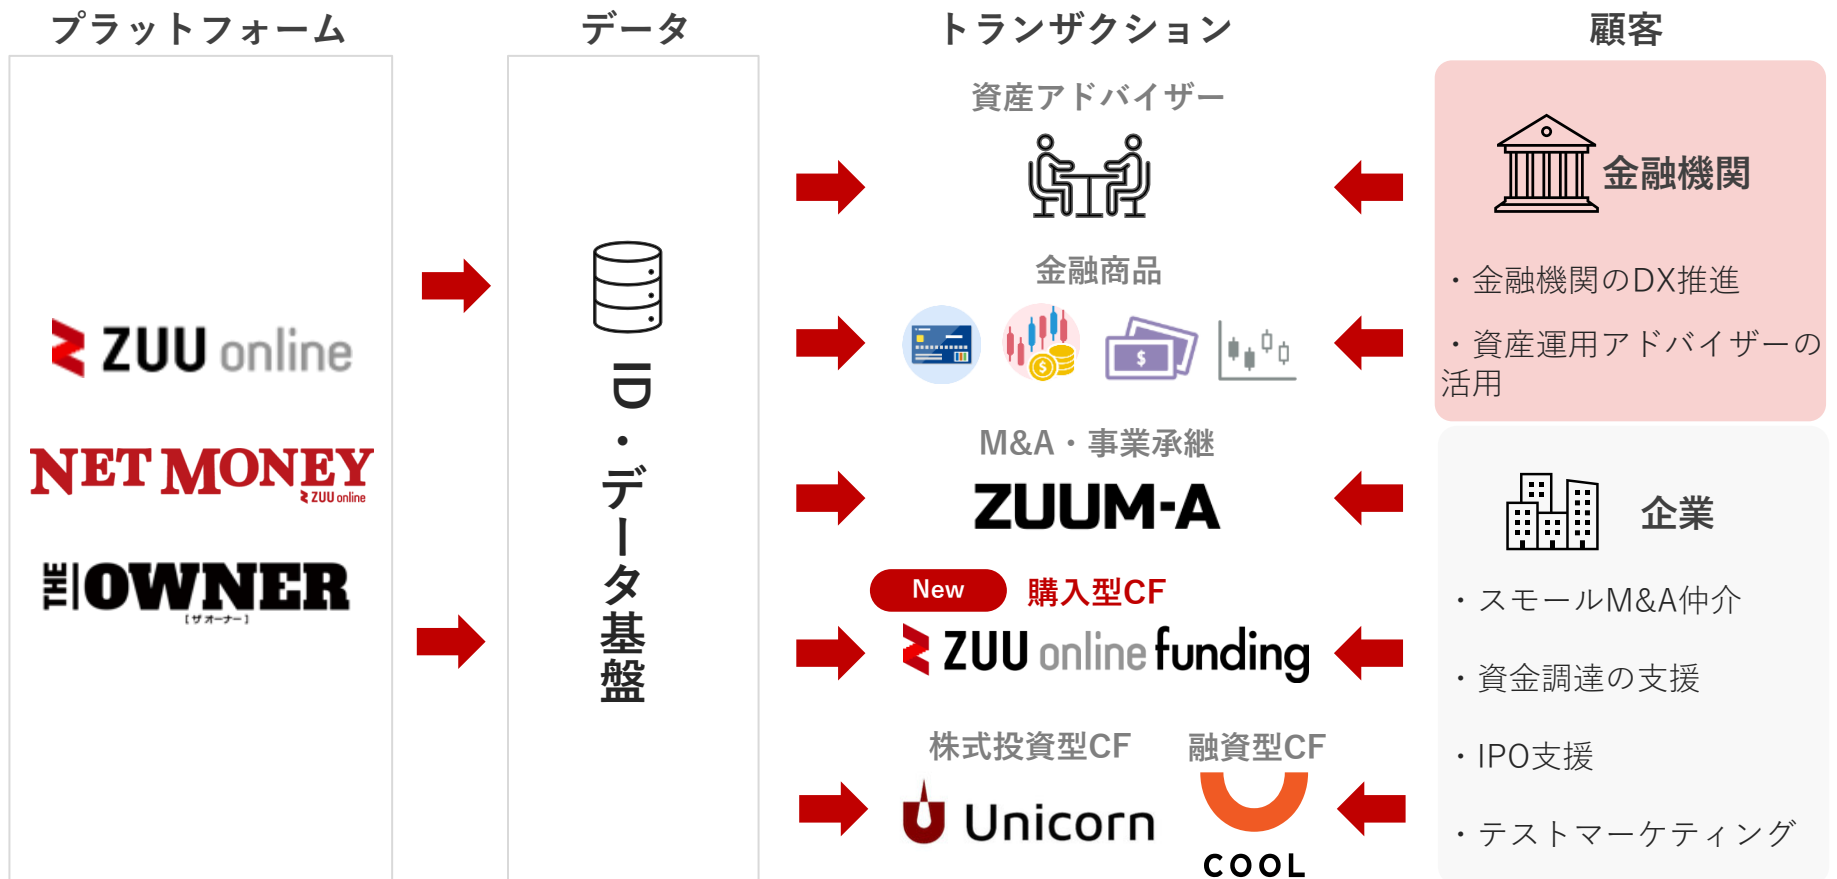 プラットフォーム
データ
トランザクション
顧客
ZUU online
NET MONEY
ZUU online
THE OWNER
[ ザ オーナー ]
ID・データ基盤
資産アドバイザー
金融商品
$
$
M&A・事業承継
ZUUM-A
New
購入型CF
ZUU online funding
株式投資型CF
融資型CF
Unicorn
COOL
金融機関
・金融機関のDX推進
・資産運用アドバイザーの
活用
企業
・スモールM&A仲介
・資金調達の支援
・IPO支援
・テストマーケティング